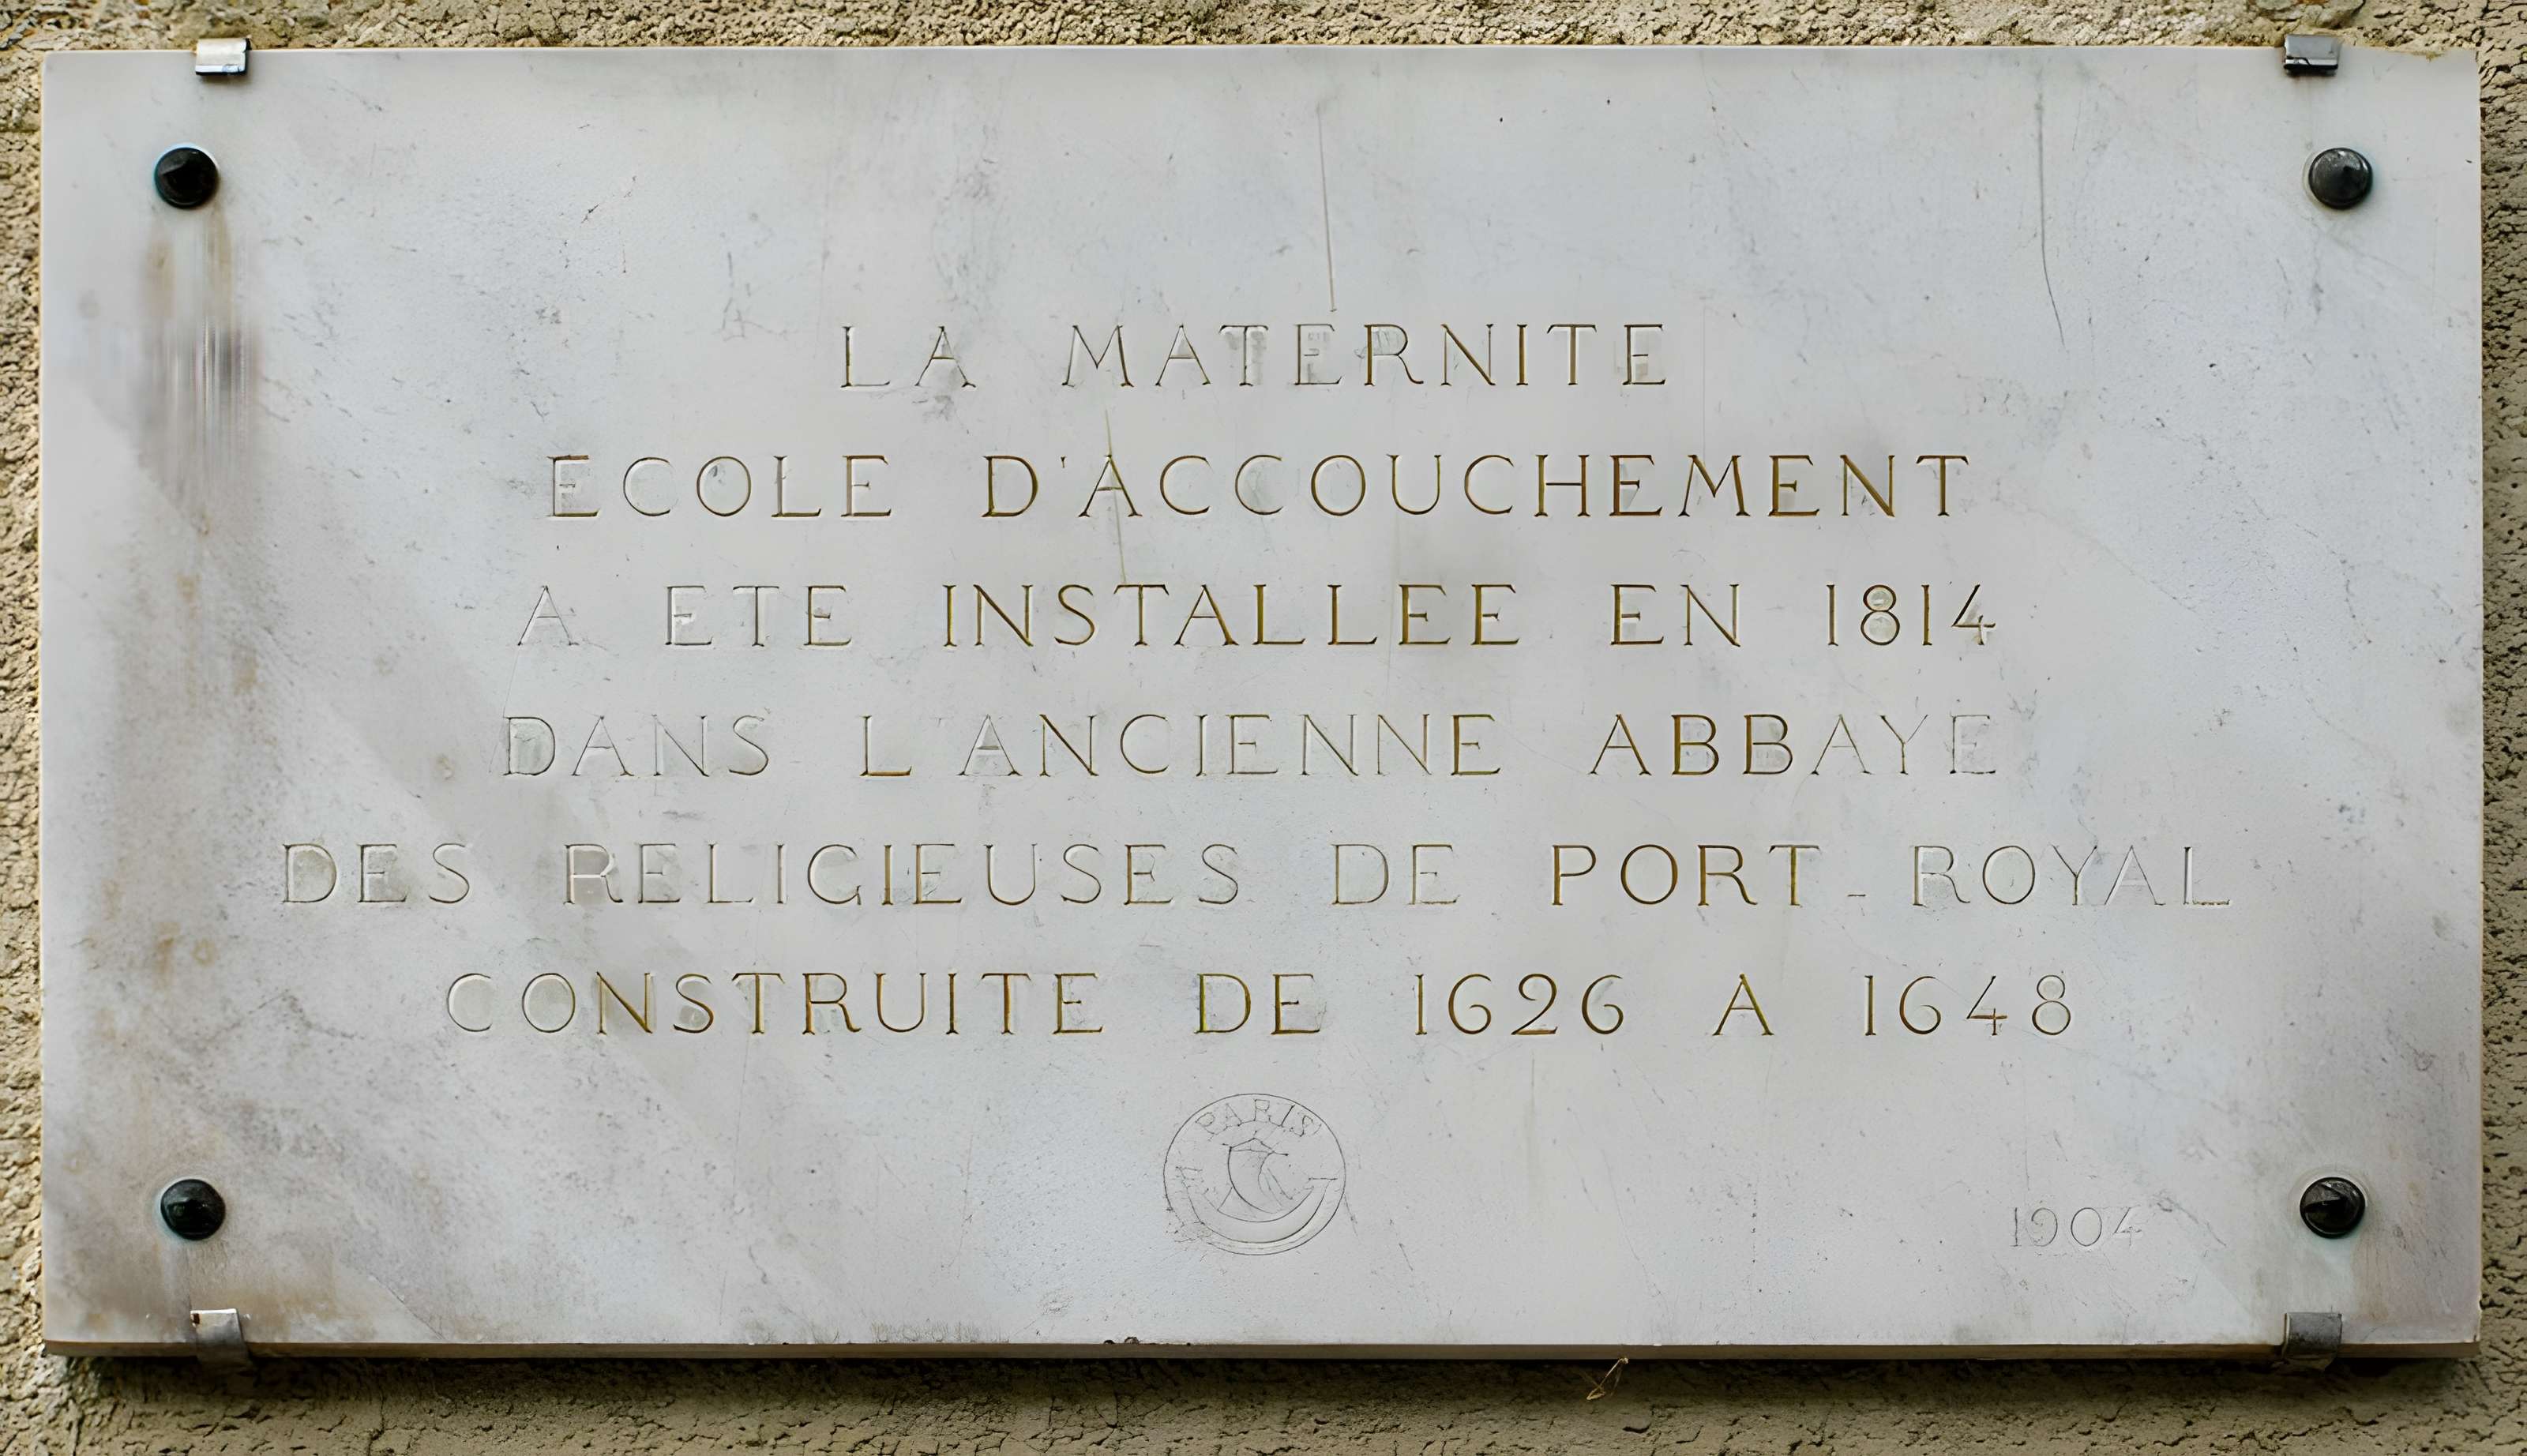 LA MATERNITE
ECOLE D'ACCOUCHEMENT
A ETE INSTALLEE EN 1814
DANS L'ANCIENNE ABBAYE
DES RELIGIEUSES DE PORT-ROYAL
CONSTRUITE DE 1626 A 1648
PARIS
1904